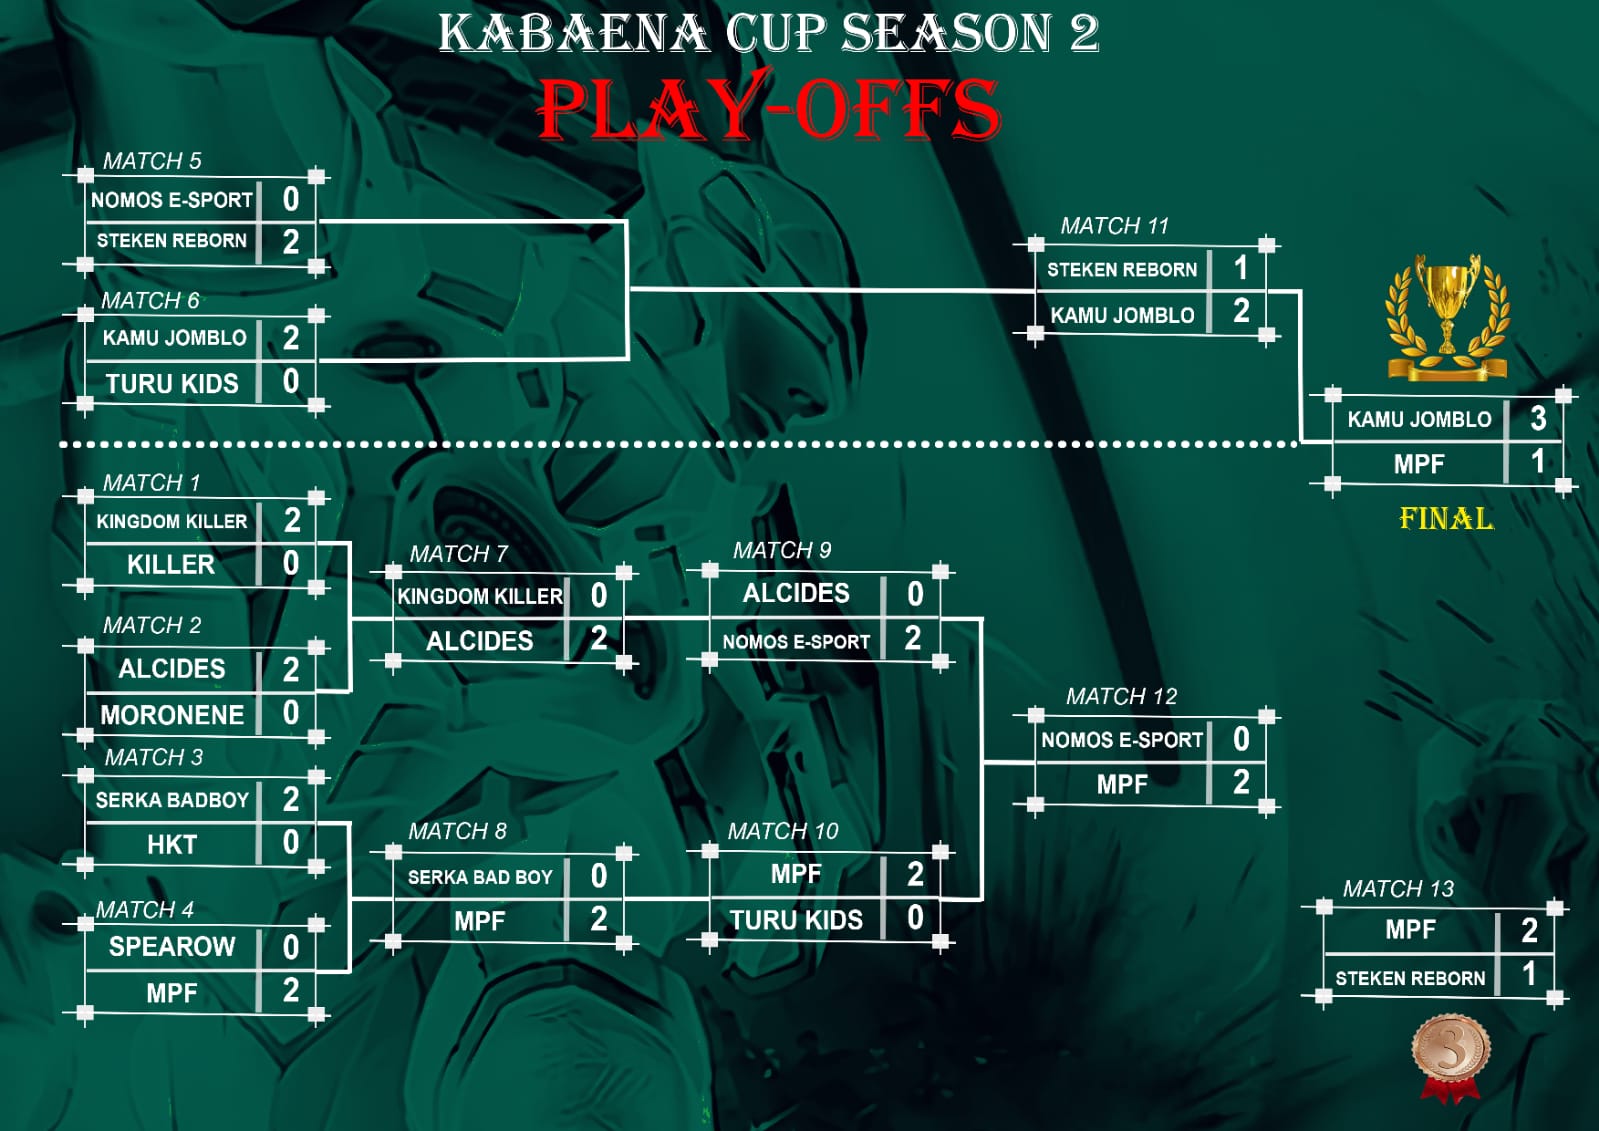 KABAENA CUP SEASON 2
PLAY-OFFS
MATCH 5
NOMOS E-SPORT 0
STEKEN REBORN 2
MATCH 6
KAMU JOMBLO 2
TURU KIDS 0
MATCH 11
STEKEN REBORN 1
KAMU JOMBLO 2
KAMU JOMBLO 3
MPF 1
FINAL
MATCH 1
KINGDOM KILLER 2
KILLER 0
MATCH 2
ALCIDES 2
MORONENE 0
MATCH 3
SERKA BADBOY 2
HKT 0
MATCH 4
SPEAROW 0
MPF 2
MATCH 7
KINGDOM KILLER 0
ALCIDES 2
MATCH 8
SERKA BAD BOY 0
MPF 2
MATCH 9
ALCIDES 0
NOMOS E-SPORT 2
MATCH 10
MPF 2
TURU KIDS 0
MATCH 12
NOMOS E-SPORT 0
MPF 2
MATCH 13
MPF 2
STEKEN REBORN 1
3